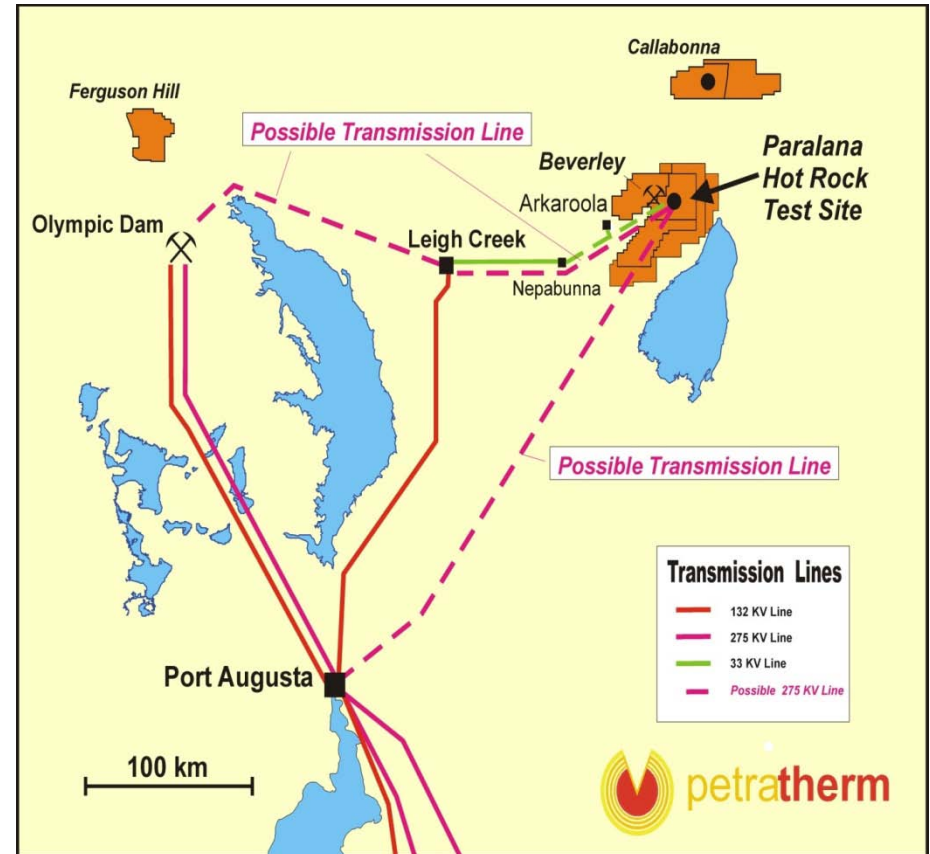 Callabonna
Ferguson Hill
Possible Transmission Line
Beverley
Paralana
Hot Rock
Test Site
Arkaroola
Olympic Dam
Leigh Creek
Nepabunna
Possible Transmission Line
Transmission Lines
132 KV Line
275 KV Line
33 KV Line
Possible 275 KV Line
Port Augusta
100 km
petratherm